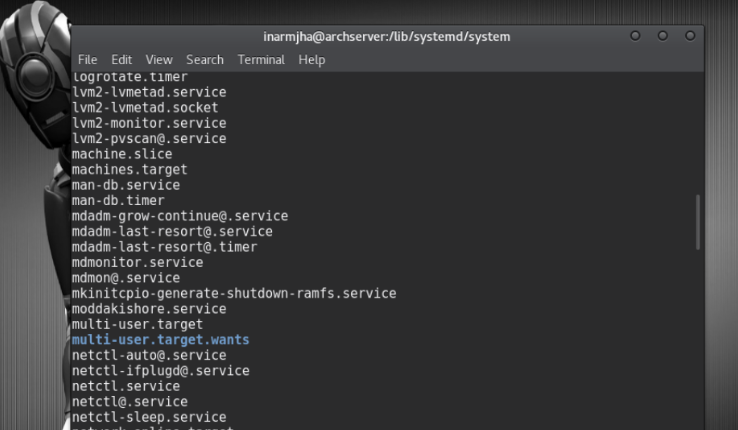 inarmjha@archserver:/lib/systemd/system
File Edit View Search Terminal Help
logrotate.timer
lvm2-lvmetad.service
lvm2-lvmetad.socket
lvm2-monitor.service
lvm2-pvscan@.service
machine.slice
machines.target
man-db.service
man-db.timer
mdadm-grow-continue@.service
mdadm-last-resort@.service
mdadm-last-resort@.timer
mdmonitor.service
mdmon@.service
mkinitcpio-generate-shutdown-ramfs.service
moddakishore.service
multi-user.target
multi-user.target.wants
netctl-auto@.service
netctl-ifplugd@.service
netctl.service
netctl@.service
netctl-sleep.service
network-online.target